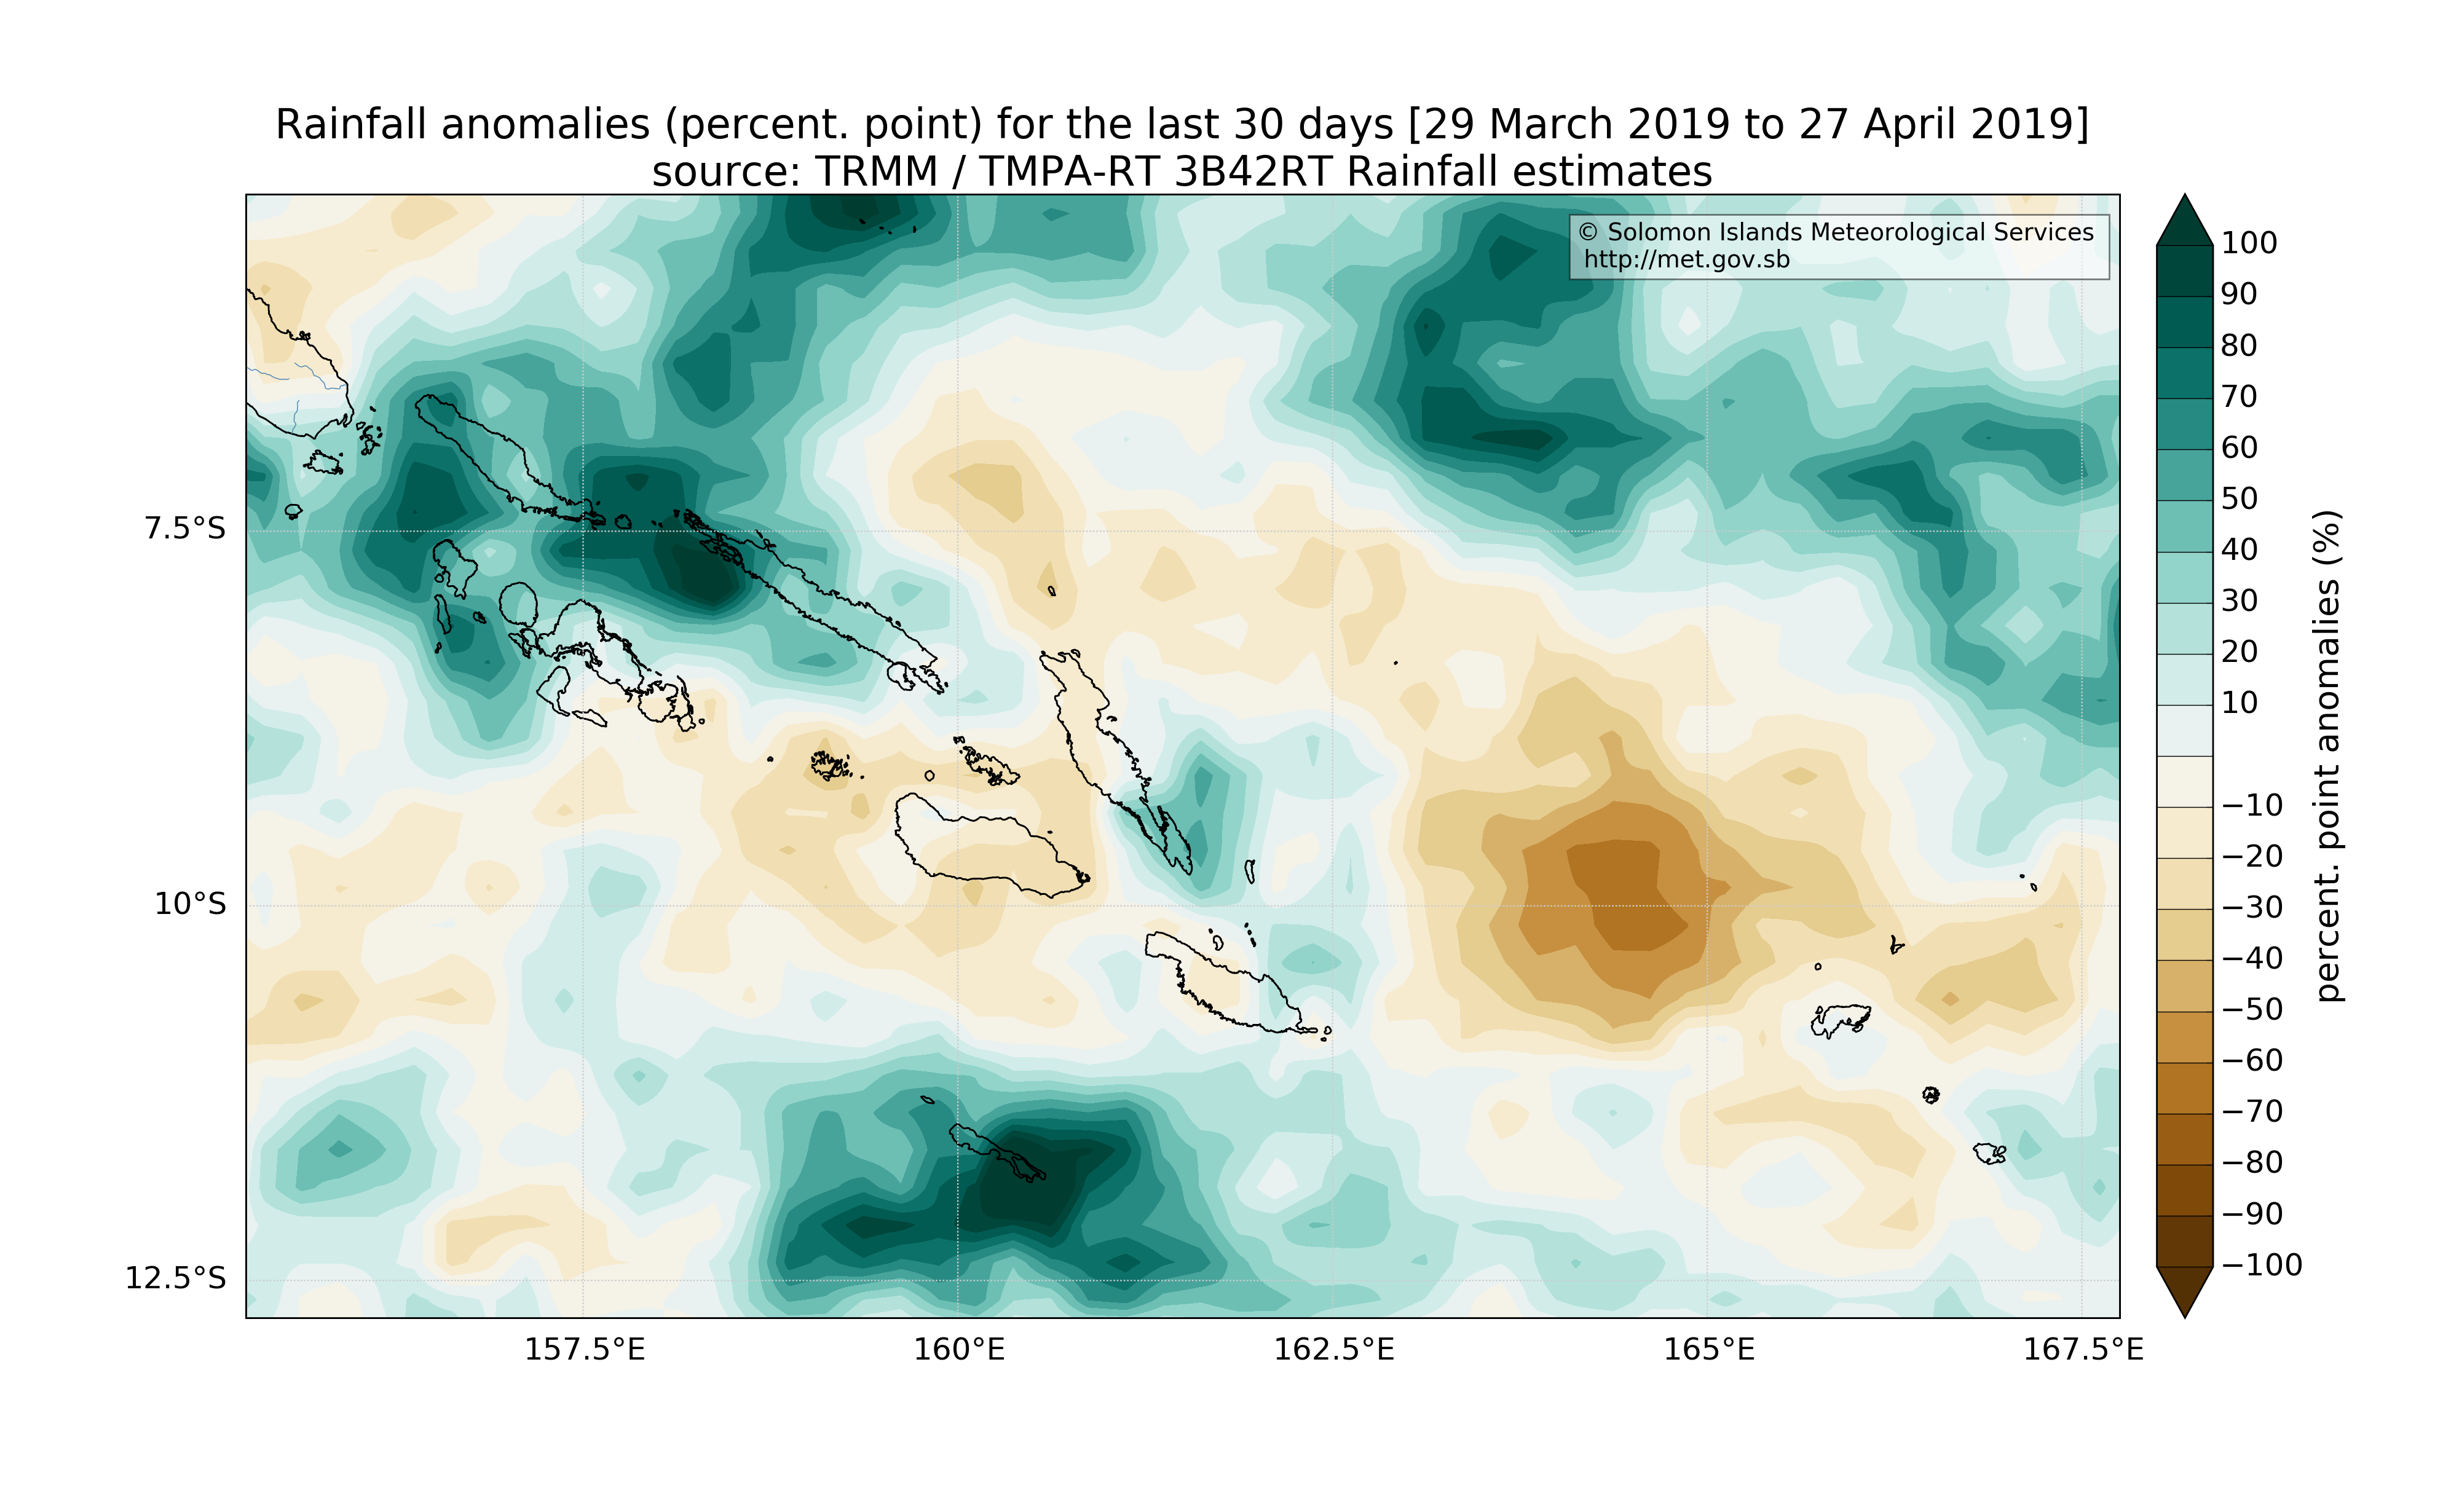 Rainfall anomalies (percent. point) for the last 30 days [29 March 2019 to 27 April 2019]
source: TRMM / TMPA-RT 3B42RT Rainfall estimates
© Solomon Islands Meteorological Services
http://met.gov.sb
7.5°S
10°S
12.5°S
157.5°E
160°E
162.5°E
165°E
167.5°E
100
90
80
70
60
50
40
30
20
10
−10
−20
−30
−40
−50
−60
−70
−80
−90
−100
percent. point anomalies (%)